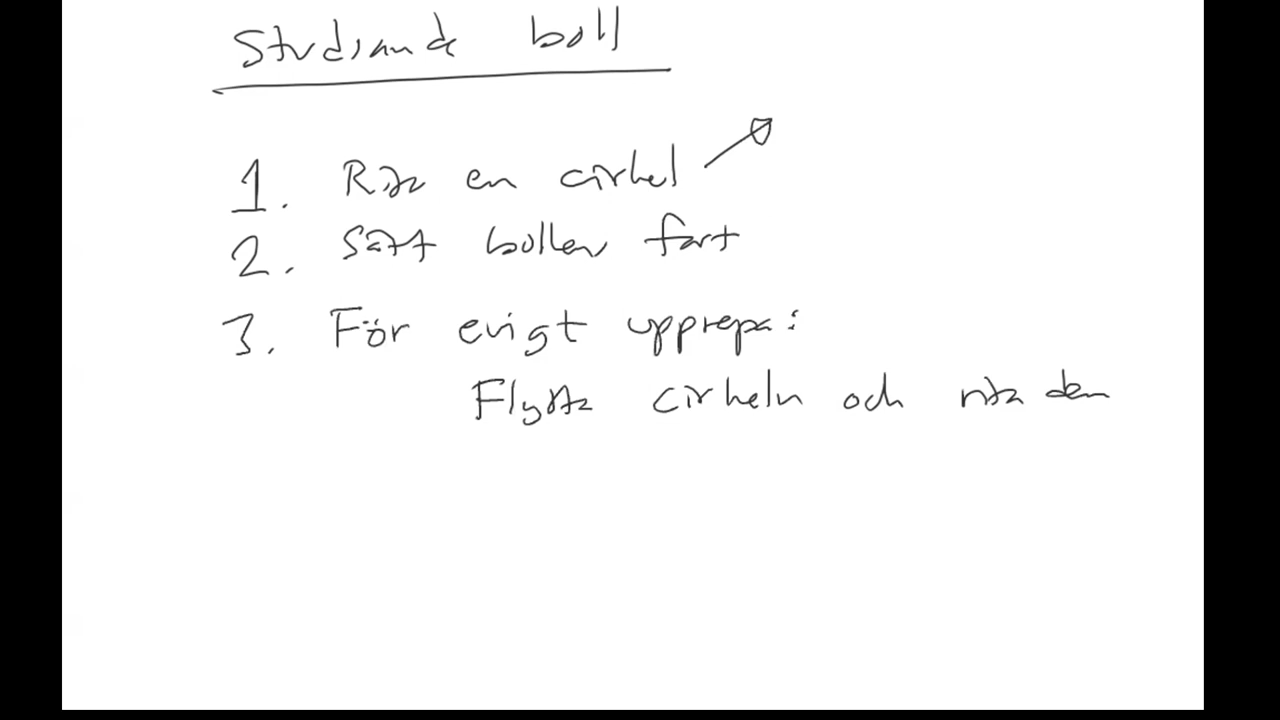 Studsande boll
1. Rita en cirkel
2. Sätt bollen fart
3. För evigt upprepa:
Flytta cirkeln och rita den